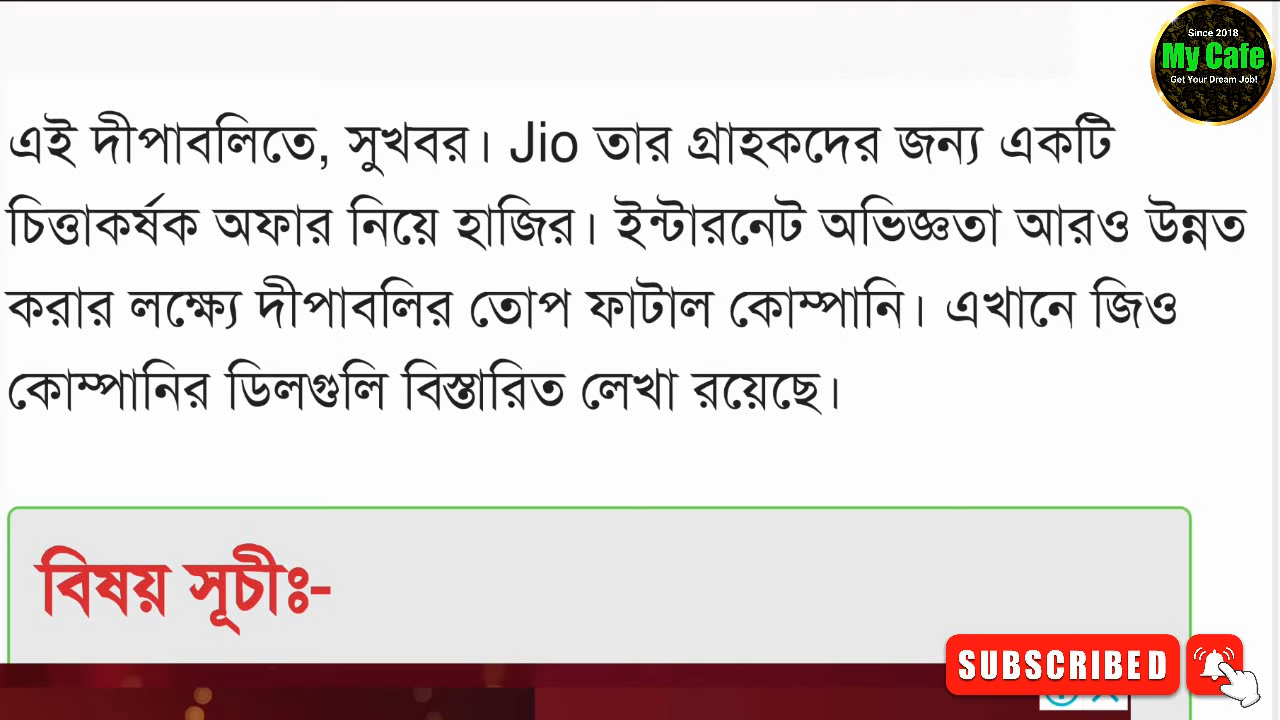 Since 2018
My Cafe
Get Your Dream Job!
এই দীপাবলিতে, সুখবর। Jio তার গ্রাহকদের জন্য একটি
চিত্তাকর্ষক অফার নিয়ে হাজির। ইন্টারনেট অভিজ্ঞতা আরও উন্নত
করার লক্ষ্যে দীপাবলির তোপ ফাটাল কোম্পানি। এখানে জিও
কোম্পানির ডিলগুলি বিস্তারিত লেখা রয়েছে।
বিষয় সূচীঃ-
SUBSCRIBED